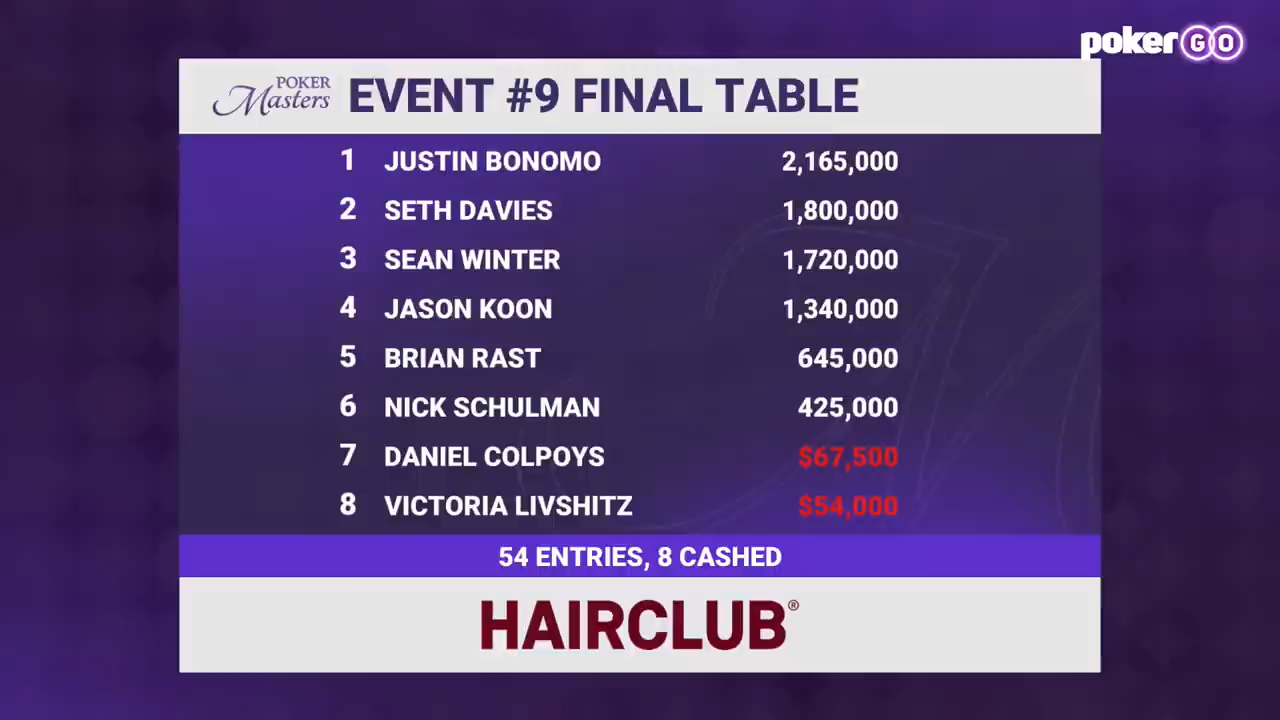 poker GO
POKER Masters EVENT #9 FINAL TABLE
1 JUSTIN BONOMO 2,165,000
2 SETH DAVIES 1,800,000
3 SEAN WINTER 1,720,000
4 JASON KOON 1,340,000
5 BRIAN RAST 645,000
6 NICK SCHULMAN 425,000
7 DANIEL COLPOYS $67,500
8 VICTORIA LIVSHITZ $54,000
54 ENTRIES, 8 CASHED
HAIRCLUB®